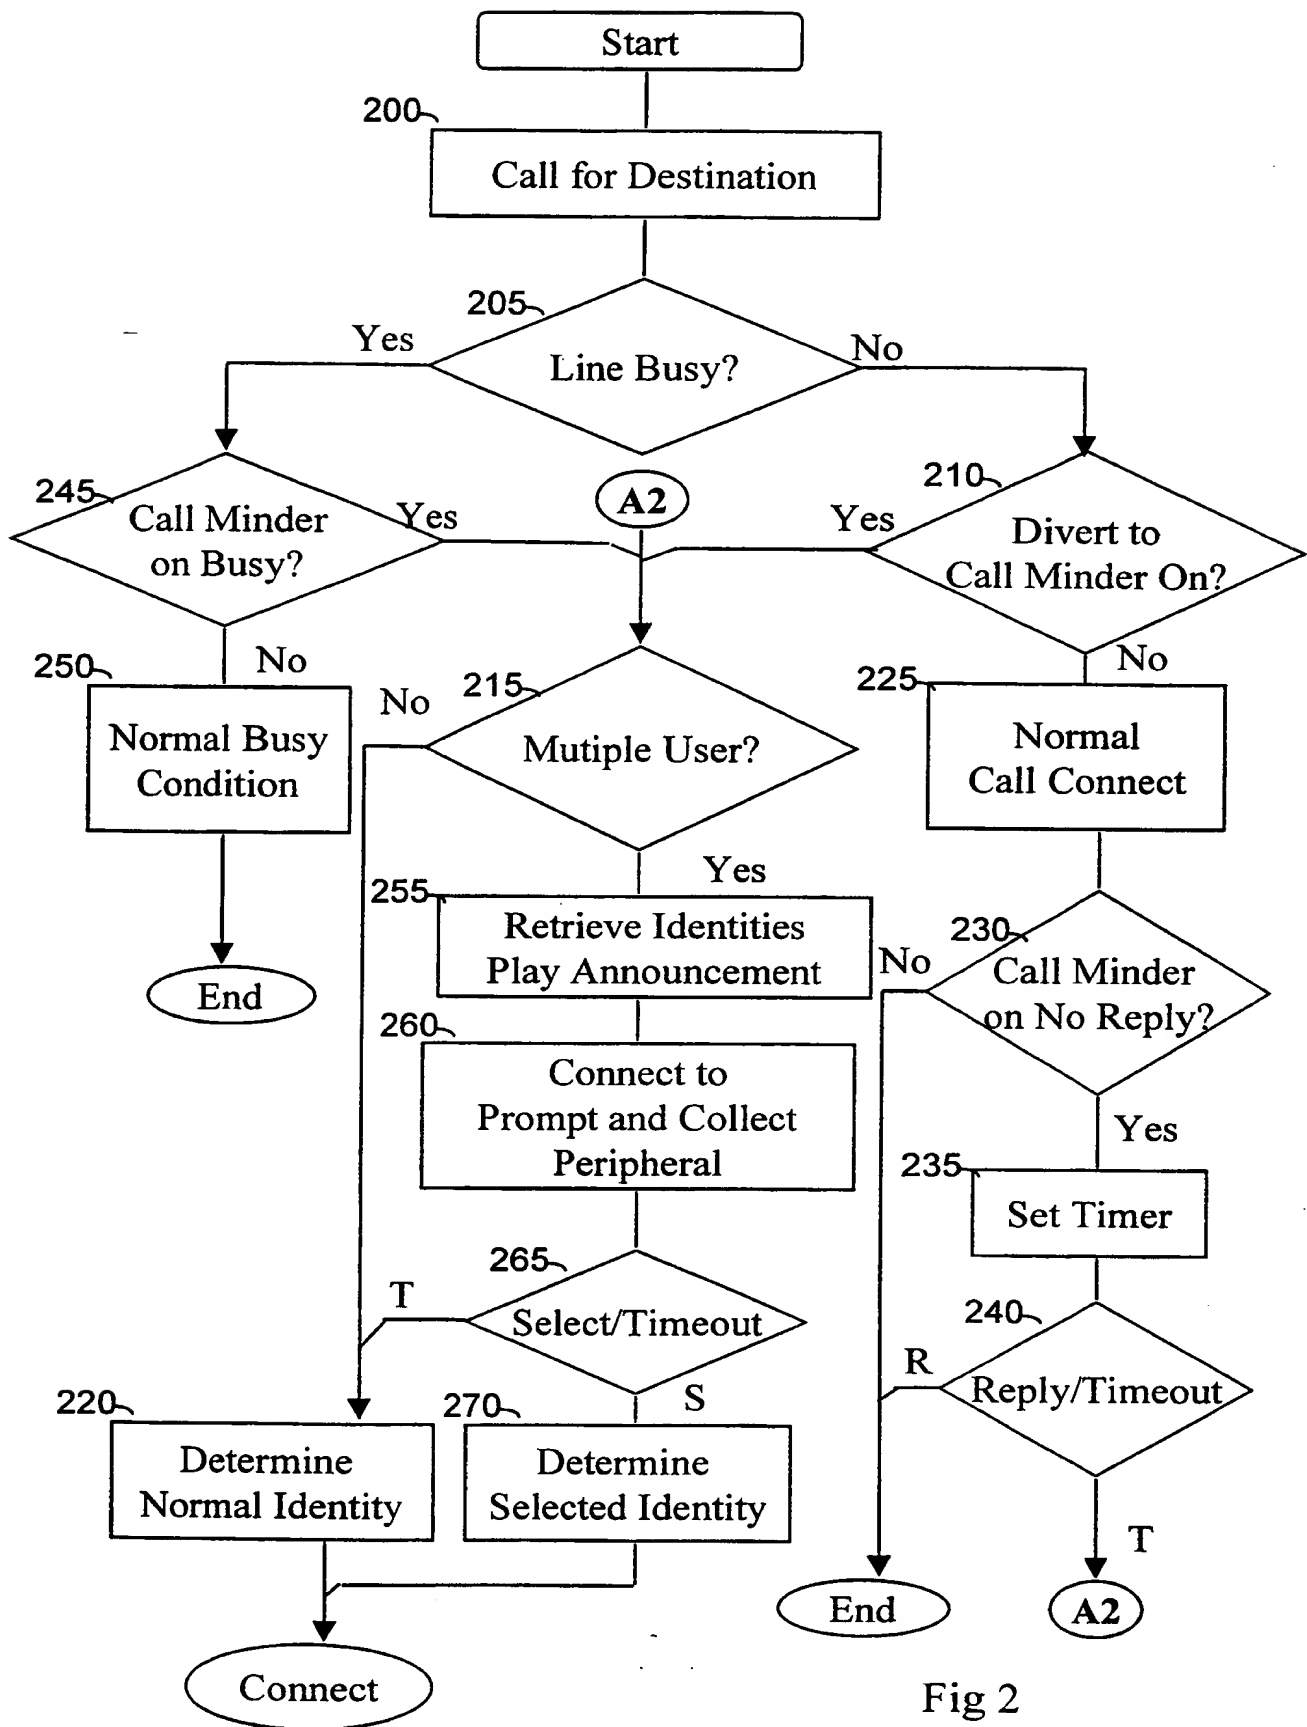 Start
200
Call for Destination
205
Yes
Line Busy?
No
245
Call Minder
on Busy?
Yes
A2
Yes
210
Divert to
Call Minder On?
250
No
Normal Busy
Condition
End
No
215
Mutiple User?
Yes
225
No
Normal
Call Connect
255
Retrieve Identities
Play Announcement
No
230
Call Minder
on No Reply?
260
Connect to
Prompt and Collect
Peripheral
Yes
235
Set Timer
T
265
Select/Timeout
S
R
240
Reply/Timeout
T
220
Determine
Normal Identity
270
Determine
Selected Identity
End
A2
Connect
Fig 2